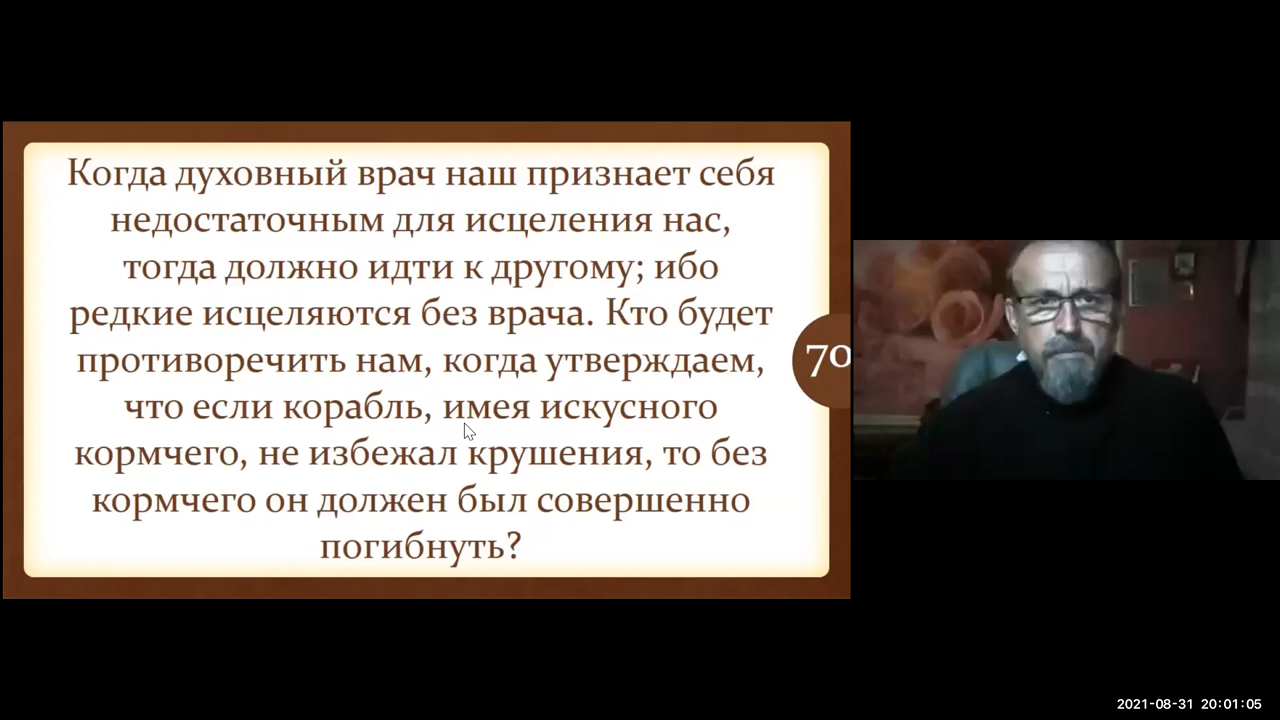 Когда духовный врач наш признает себя
недостаточным для исцеления нас,
тогда должно идти к другому; ибо
редкие исцеляются без врача. Кто будет
противоречить нам, когда утверждаем,
что если корабль, имея искусного
кормчего, не избежал крушения, то без
кормчего он должен был совершенно
погибнуть?
70
2021-08-31 20:01:05